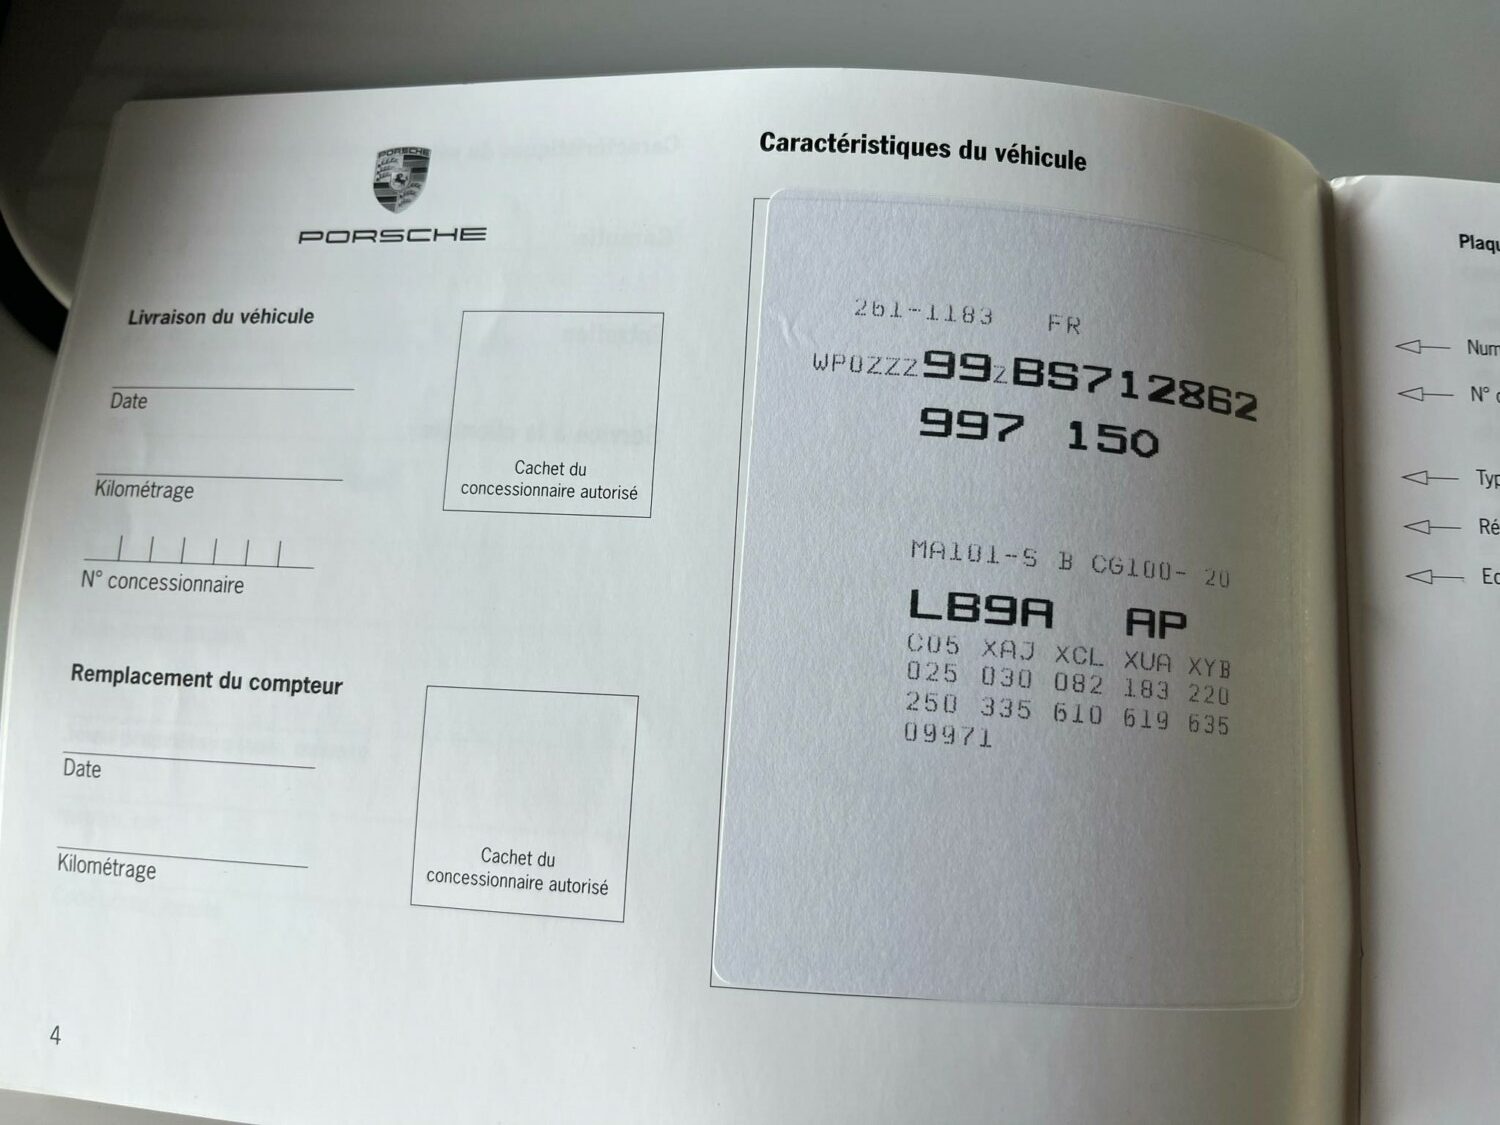 PORSCHE
PORSCHE
Livraison du véhicule
Date
Kilométrage
N° concessionnaire
Cachet du
concessionnaire autorisé
Remplacement du compteur
Date
Kilométrage
Cachet du
concessionnaire autorisé
4
Caractéristiques du véhicule
261-1183 FR
WP0ZZZ99ZBS712862
997 150
MA101-S B CG100- 20
LB9A AP
C05 XAJ XCL XUA XYB
025 030 082 183 220
250 335 610 619 635
09971
Plaqu
Num
N° c
Typ
Ré
Ec